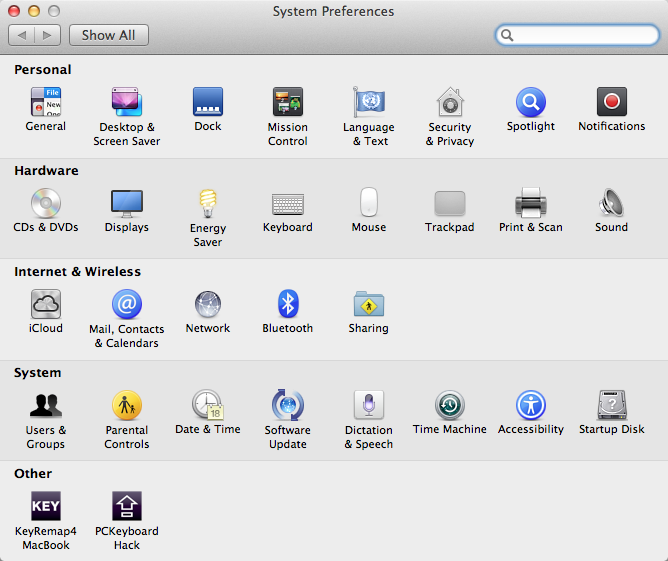 System Preferences
Show All
Personal
File
New
One
General
Desktop &
Screen Saver
Dock
Mission
Control
Language
& Text
Security
& Privacy
Spotlight
Notifications
Hardware
CDs & DVDs
Displays
Energy
Saver
Keyboard
Mouse
Trackpad
Print & Scan
Sound
Internet & Wireless
iCloud
@
Mail, Contacts
& Calendars
Network
Bluetooth
Sharing
System
Users &
Groups
Parental
Controls
18
Date & Time
Software
Update
Dictation
& Speech
Time Machine
Accessibility
?
Startup Disk
Other
KEY
KeyRemap4
MacBook
PCKeyboard
Hack